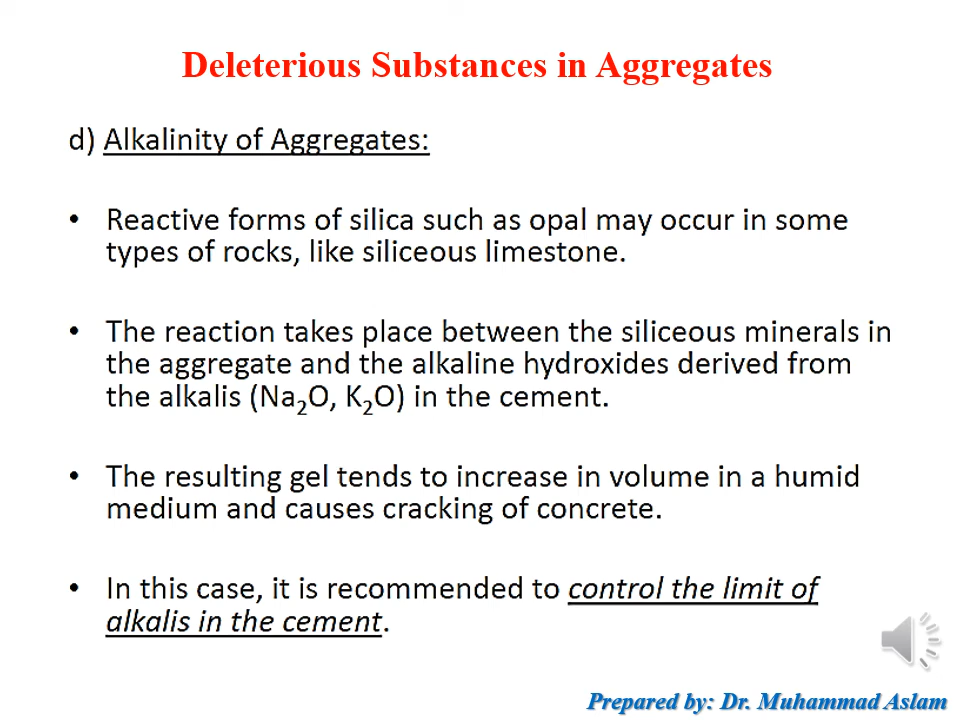 Deleterious Substances in Aggregates
d) Alkalinity of Aggregates:
• Reactive forms of silica such as opal may occur in some
types of rocks, like siliceous limestone.
• The reaction takes place between the siliceous minerals in
the aggregate and the alkaline hydroxides derived from
the alkalis (Na₂O, K₂O) in the cement.
• The resulting gel tends to increase in volume in a humid
medium and causes cracking of concrete.
• In this case, it is recommended to control the limit of
alkalis in the cement.
Prepared by: Dr. Muhammad Aslam